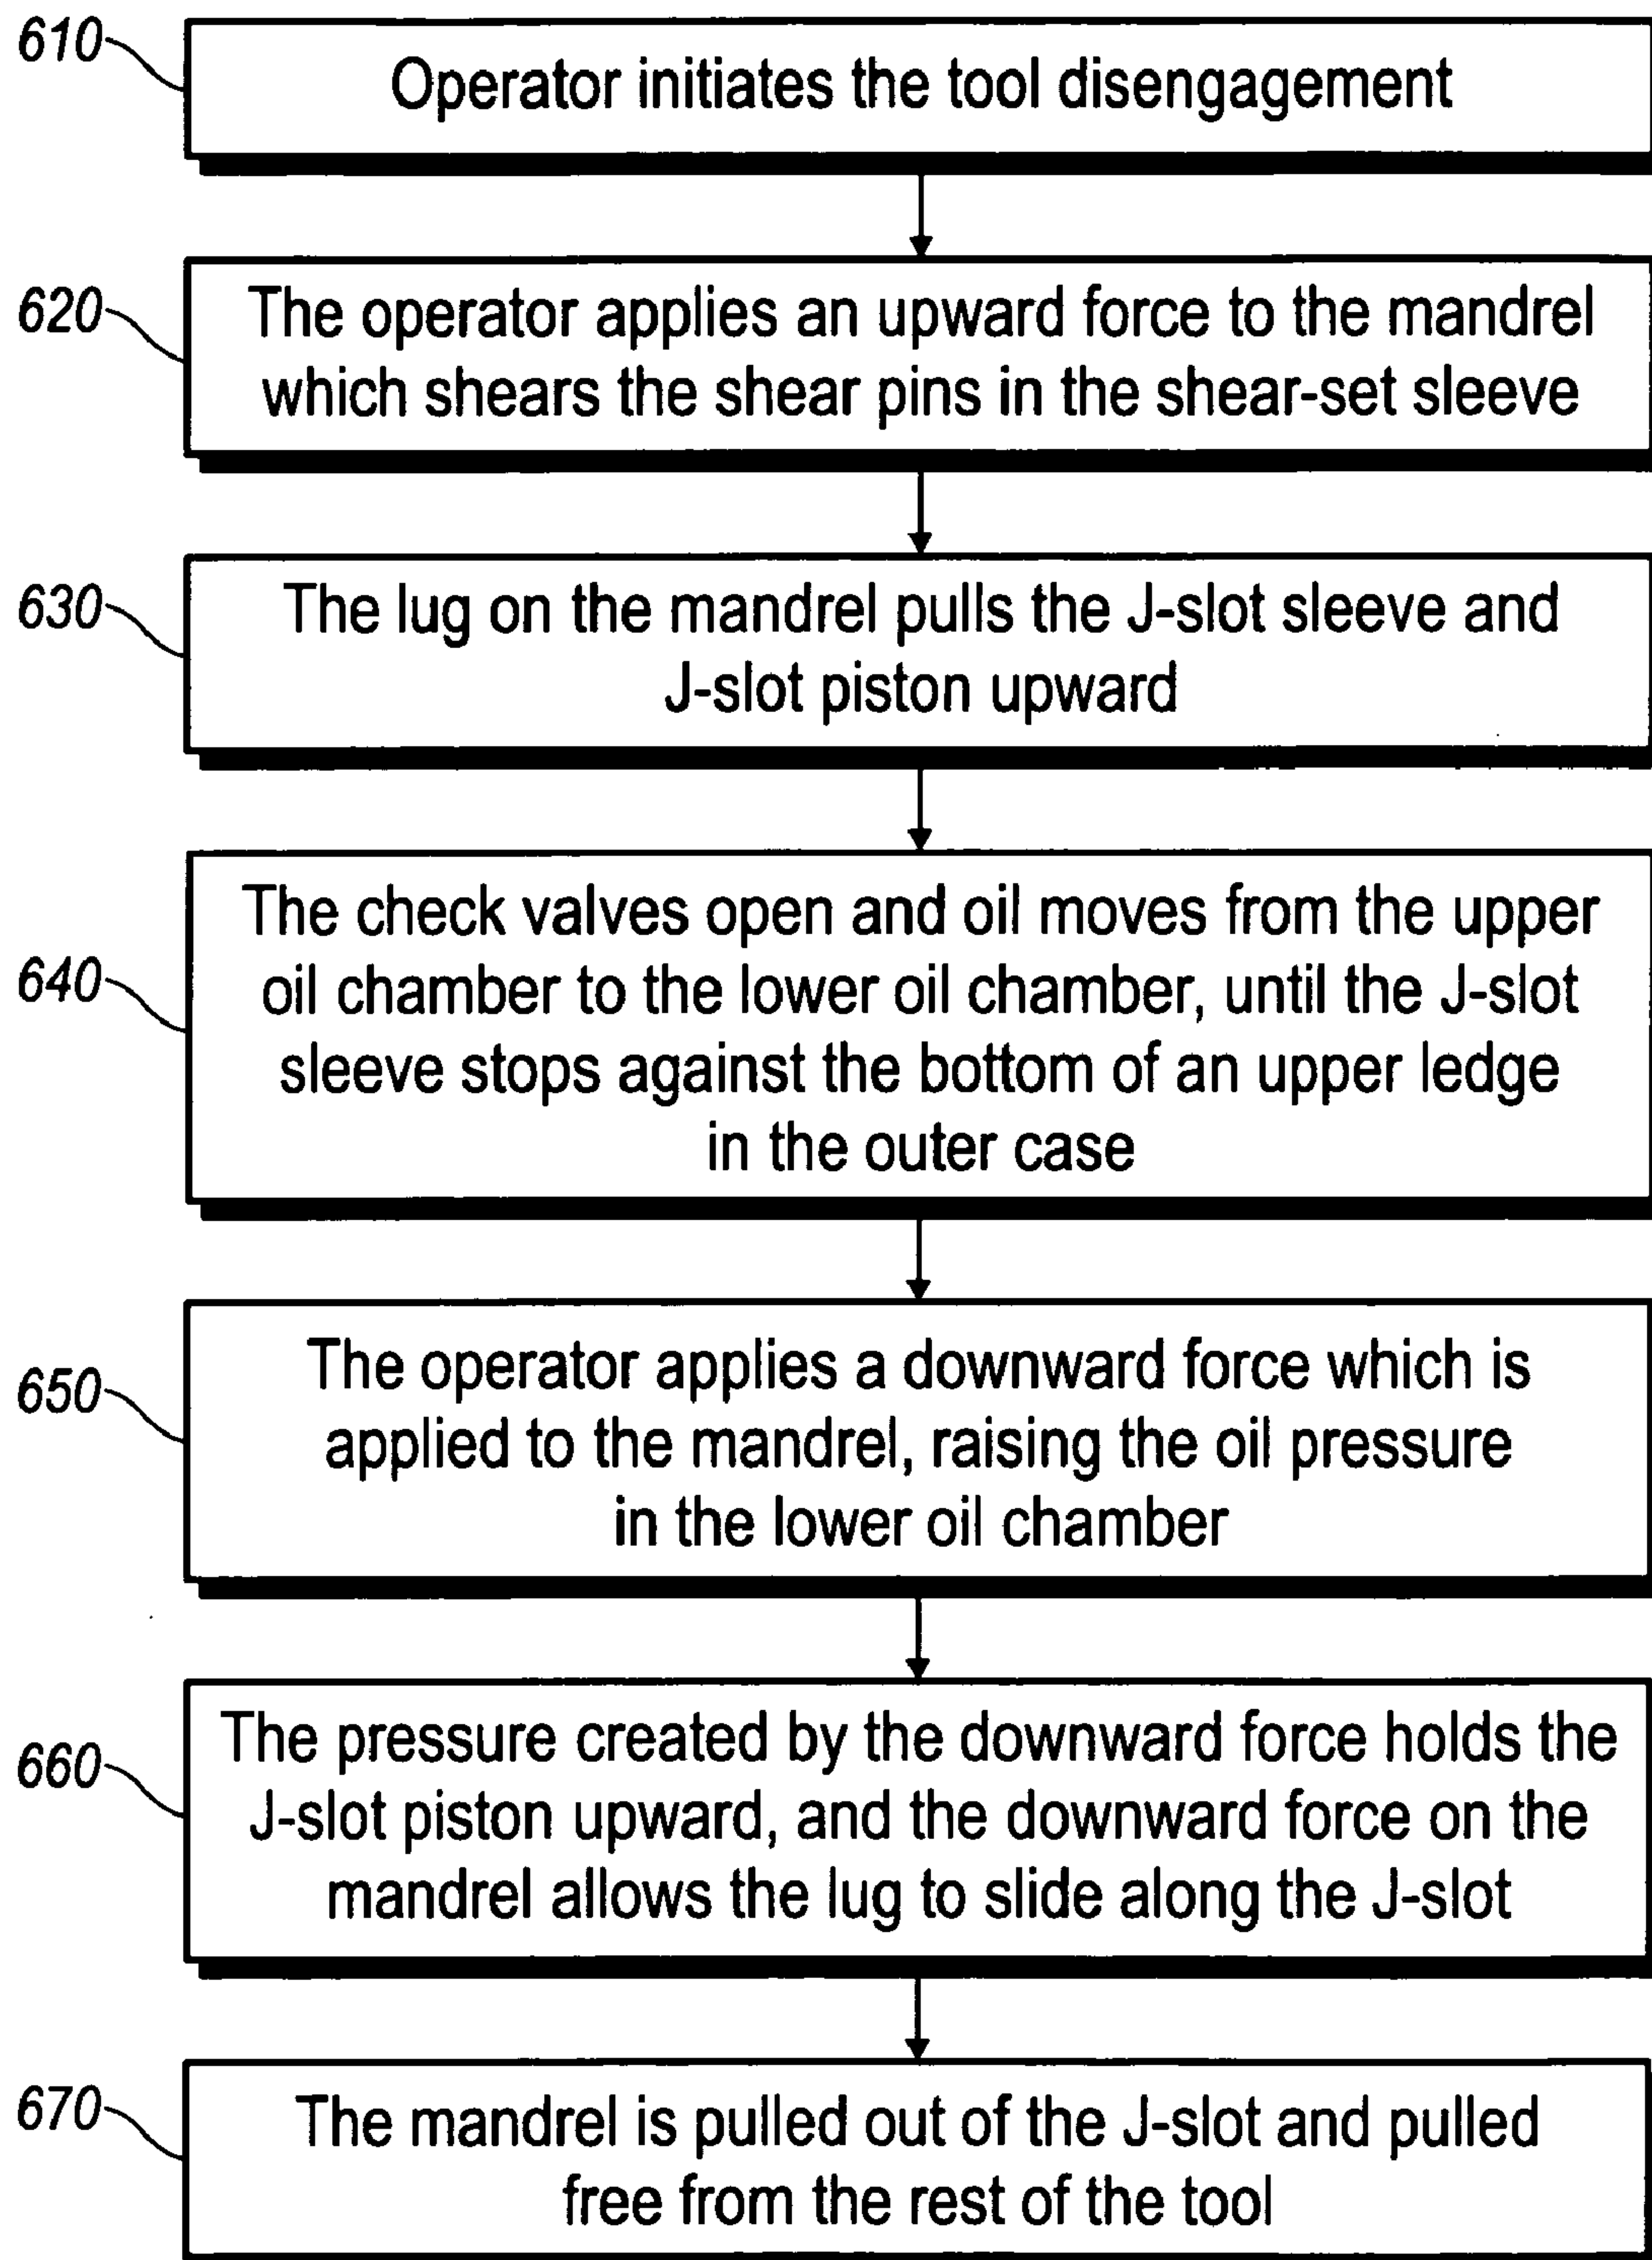 610
Operator initiates the tool disengagement
620
The operator applies an upward force to the mandrel
which shears the shear pins in the shear-set sleeve
630
The lug on the mandrel pulls the J-slot sleeve and
J-slot piston upward
640
The check valves open and oil moves from the upper
oil chamber to the lower oil chamber, until the J-slot
sleeve stops against the bottom of an upper ledge
in the outer case
650
The operator applies a downward force which is
applied to the mandrel, raising the oil pressure
in the lower oil chamber
660
The pressure created by the downward force holds the
J-slot piston upward, and the downward force on the
mandrel allows the lug to slide along the J-slot
670
The mandrel is pulled out of the J-slot and pulled
free from the rest of the tool